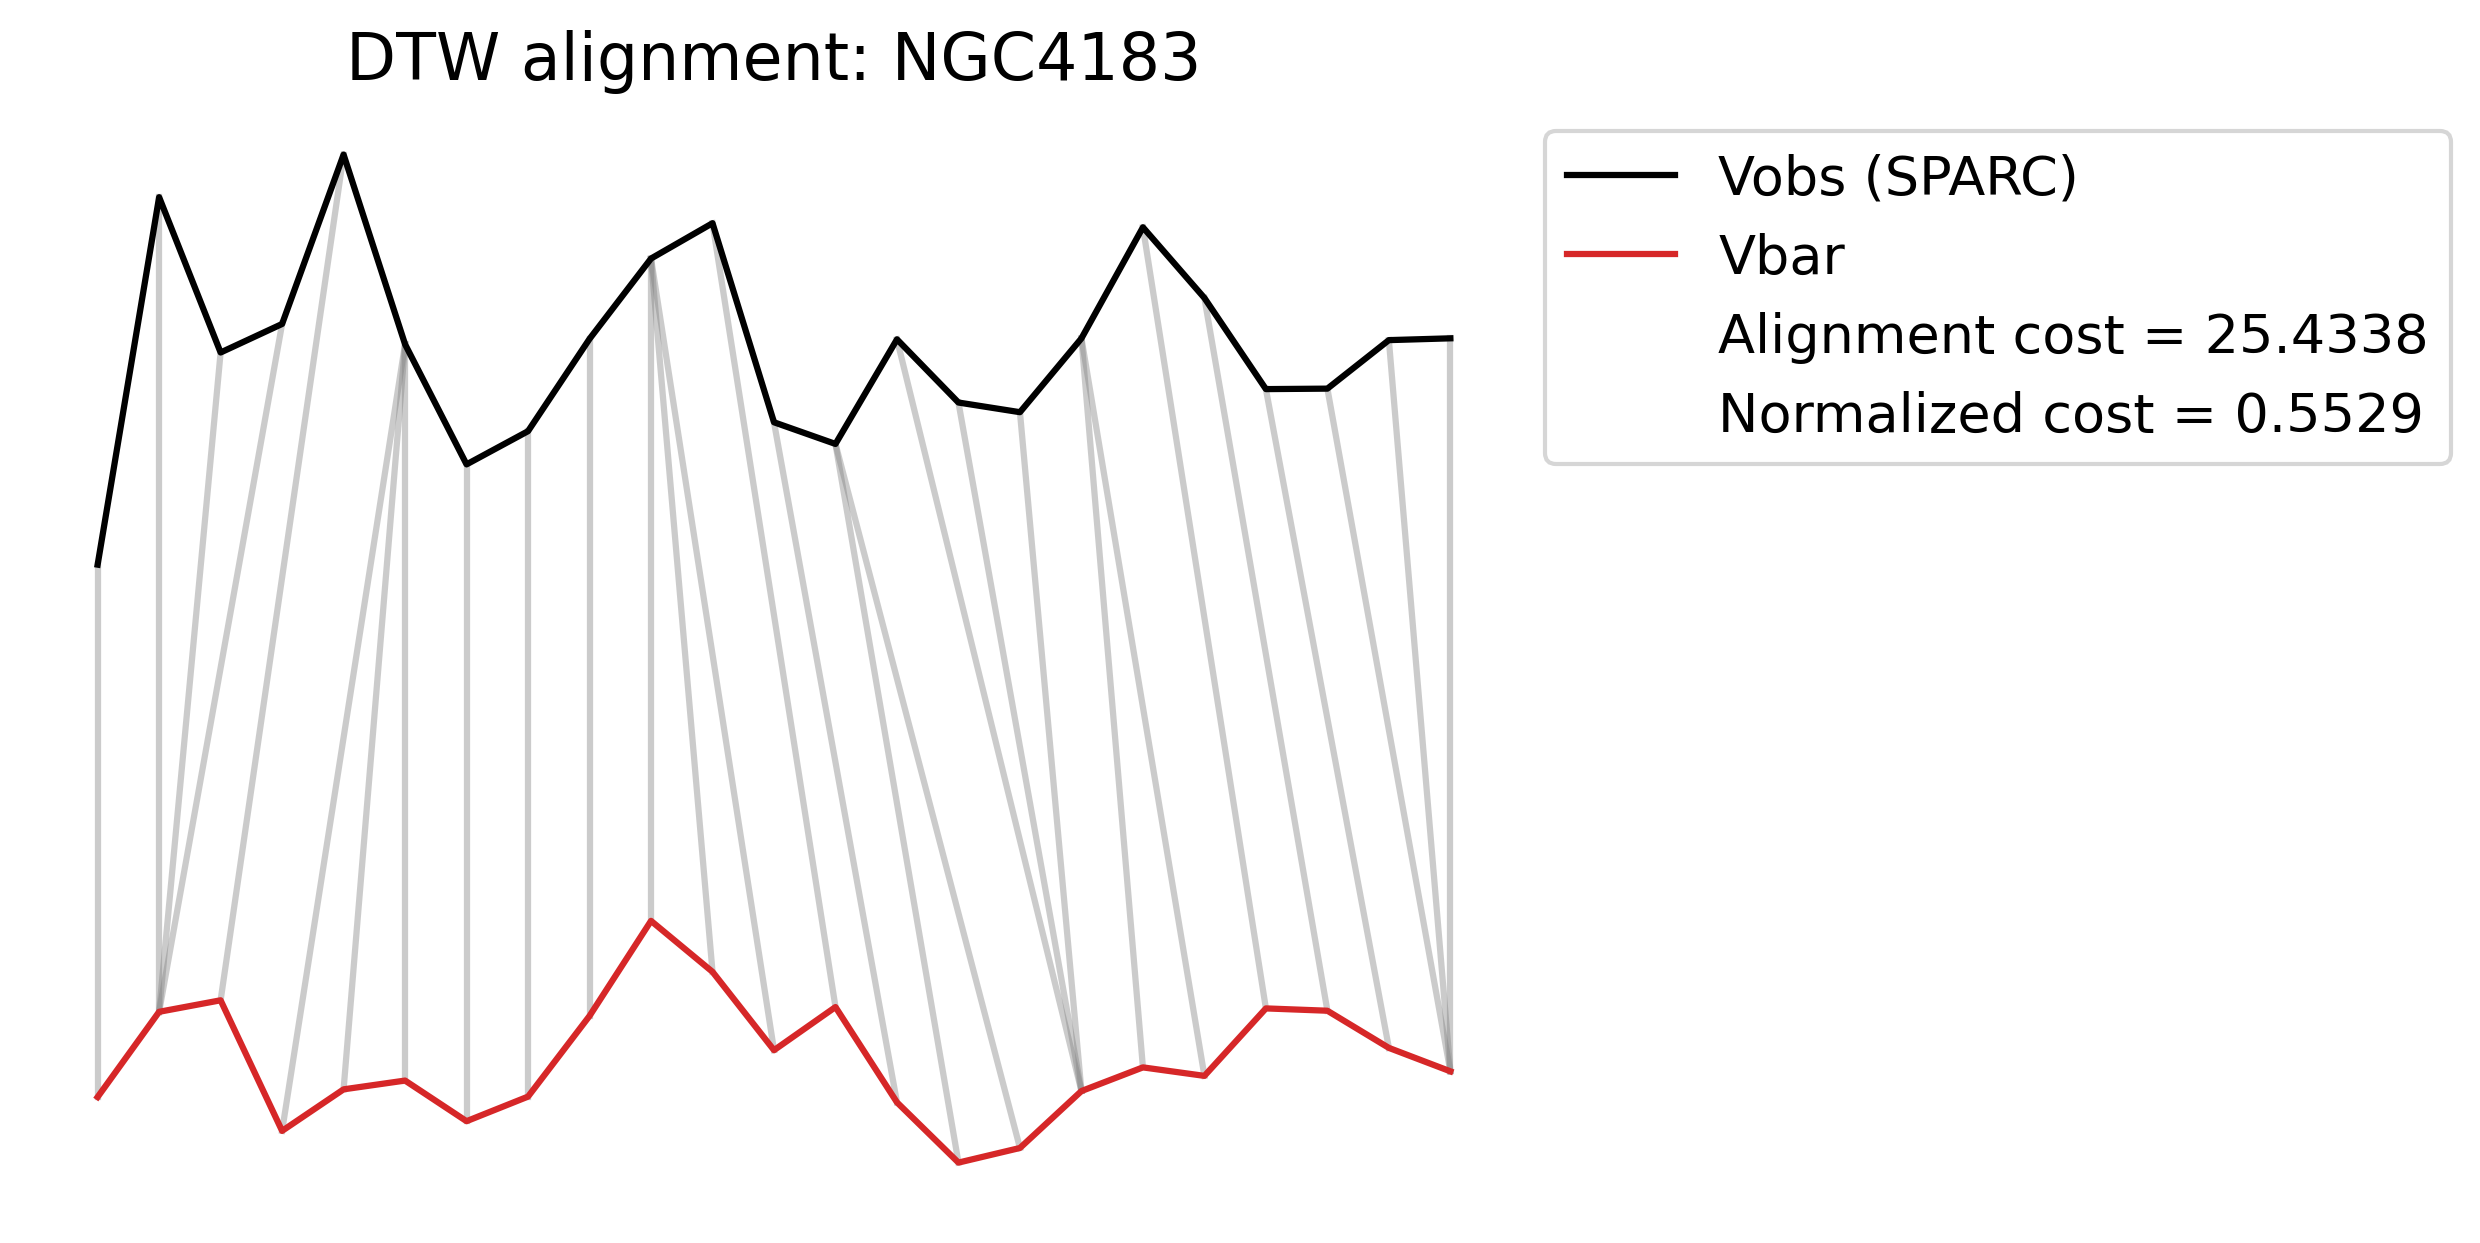 DTW alignment: NGC4183
Vobs (SPARC)
Vbar
Alignment cost = 25.4338
Normalized cost = 0.5529